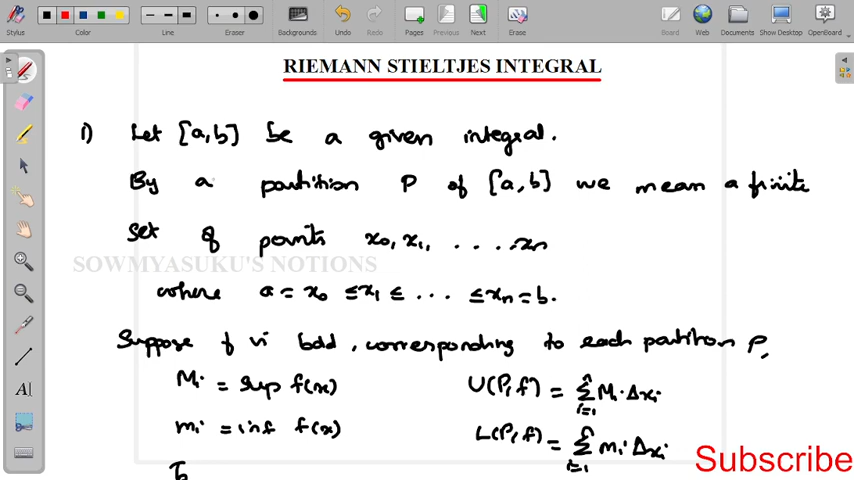 Stylus Color Line Eraser Backgrounds Undo Redo Pages Previous Next Erase Board Web Documents Show Desktop OpenBoard
RIEMANN STIELTJES INTEGRAL
1) Let [a,b] be a given integral.
By a partition P of [a,b] we mean a finite
set of points x₀, x₁, . . . . . xn
SOWMYASUKU'S NOTIONS
where a = x₀ ≤ x₁ ≤ . . . ≤ xn = b.
Suppose f is bdd, corresponding to each partition P,
Mi = sup f(x) U(P,f) = Σ_{i=1}^{n} Mi·Δxi
mi = inf f(x) L(P,f) = Σ_{i=1}^{n} mi Δxi
Subscribe